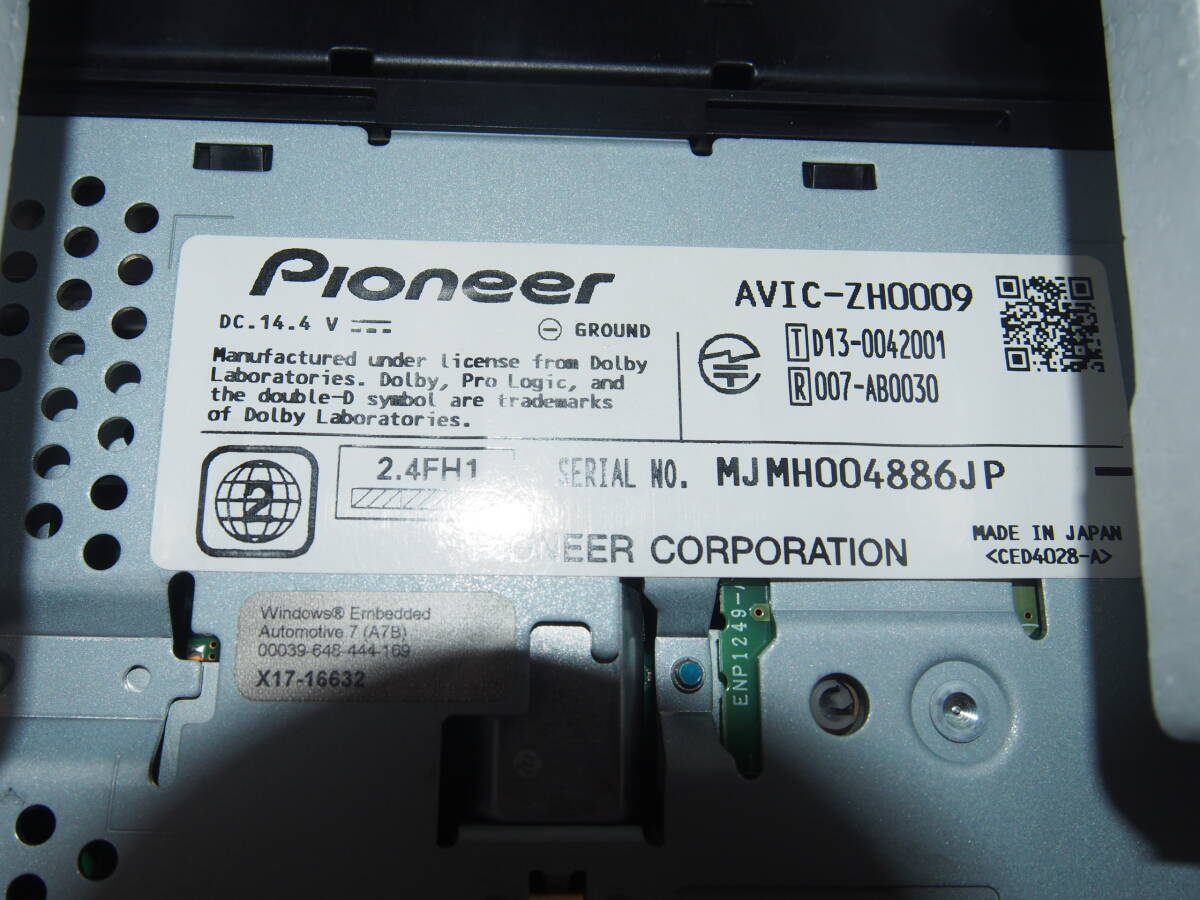 Pioneer
AVIC-ZH0009
DC.14.4 V
GROUND
T D13-0042001
R 007-AB0030
Manufactured under license from Dolby
Laboratories. Dolby, Pro Logic, and
the double-D symbol are trademarks
of Dolby Laboratories.
2
2.4FH1
SERIAL NO. MJMH004886JP
PIONEER CORPORATION
MADE IN JAPAN
<CED4028-A>
Windows® Embedded
Automotive 7 (A7B)
00039-648-444-169
X17-16632
ENP1249-